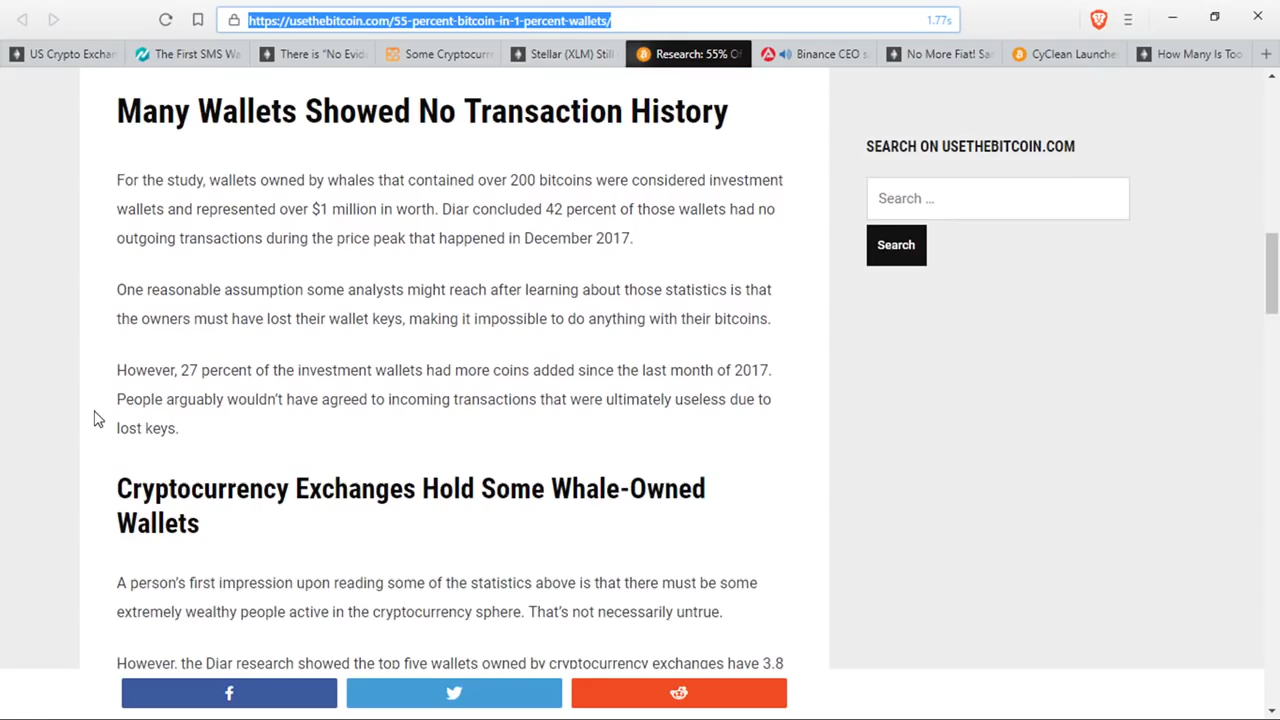 https://usethebitcoin.com/55-percent-bitcoin-in-1-percent-wallets/
1.77s
US Crypto Exchan
The First SMS Wa
There is "No Evid
Some Cryptocurr
Stellar (XLM) Still
Research: 55% O
Binance CEO s
No More Fiat! Sa
CyClean Launche
How Many Is Too
Many Wallets Showed No Transaction History
For the study, wallets owned by whales that contained over 200 bitcoins were considered investment
wallets and represented over $1 million in worth. Diar concluded 42 percent of those wallets had no
outgoing transactions during the price peak that happened in December 2017.
One reasonable assumption some analysts might reach after learning about those statistics is that
the owners must have lost their wallet keys, making it impossible to do anything with their bitcoins.
However, 27 percent of the investment wallets had more coins added since the last month of 2017.
People arguably wouldn't have agreed to incoming transactions that were ultimately useless due to
lost keys.
Cryptocurrency Exchanges Hold Some Whale-Owned
Wallets
A person's first impression upon reading some of the statistics above is that there must be some
extremely wealthy people active in the cryptocurrency sphere. That's not necessarily untrue.
However, the Diar research showed the top five wallets owned by cryptocurrency exchanges have 3.8
SEARCH ON USETHEBITCOIN.COM
Search ...
Search